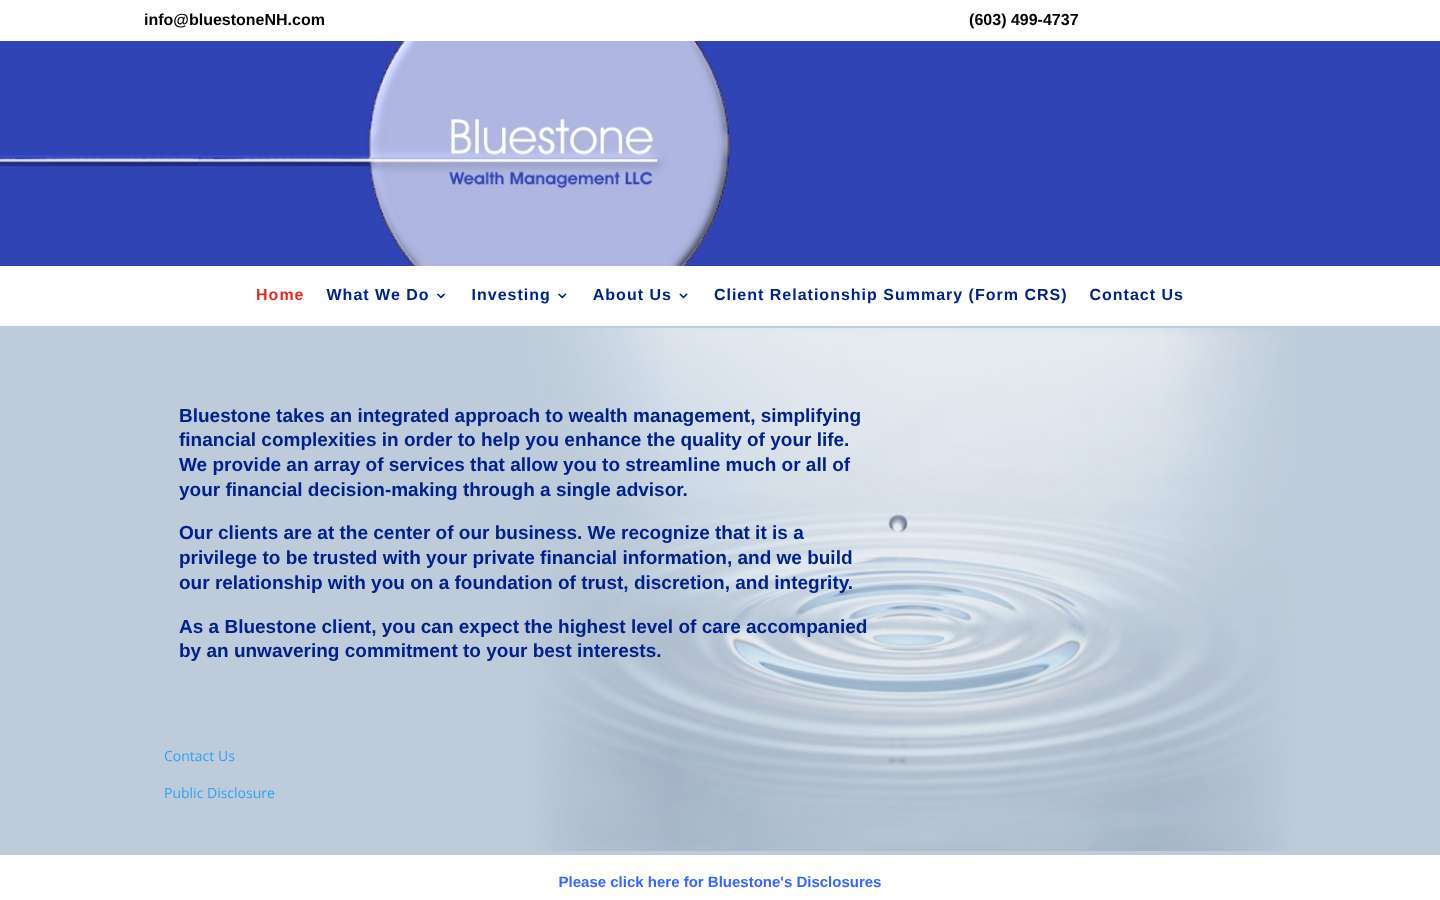 info@bluestoneNH.com
(603) 499-4737
Bluestone
Wealth Management LLC
Home
What We Do
Investing
About Us
Client Relationship Summary (Form CRS)
Contact Us
Bluestone takes an integrated approach to wealth management, simplifying
financial complexities in order to help you enhance the quality of your life.
We provide an array of services that allow you to streamline much or all of
your financial decision-making through a single advisor.
Our clients are at the center of our business. We recognize that it is a
privilege to be trusted with your private financial information, and we build
our relationship with you on a foundation of trust, discretion, and integrity.
As a Bluestone client, you can expect the highest level of care accompanied
by an unwavering commitment to your best interests.
Contact Us
Public Disclosure
Please click here for Bluestone's Disclosures